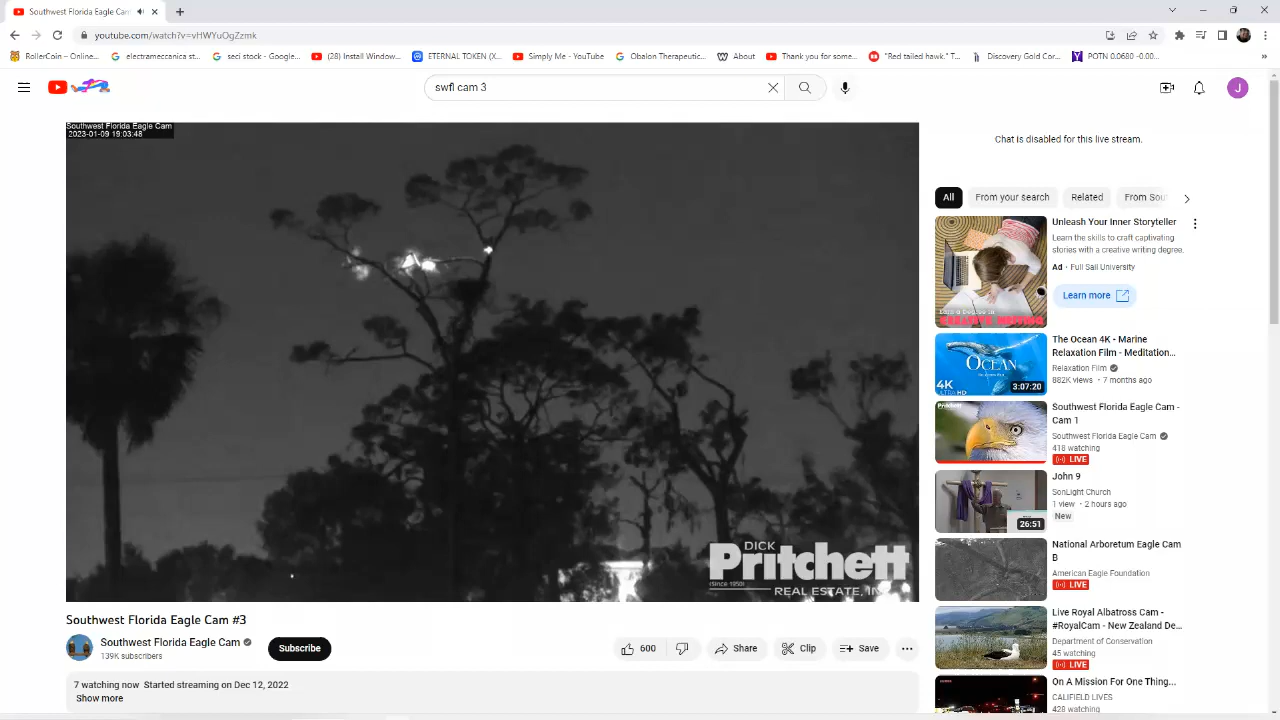 Southwest Florida Eagle Cam
youtube.com/watch?v=vHWYuOgZzmk
RollerCoin – Online...
electrameccanica st...
seci stock - Google...
(28) Install Window...
ETERNAL TOKEN (X...
Simply Me - YouTube
Obalon Therapeutic...
About
Thank you for some...
"Red tailed hawk." T...
Discovery Gold Cor...
POTN 0.0680 -0.00...
»
swfl cam 3
J
Southwest Florida Eagle Cam
2023-01-09 19:03:48
DICK
Pritchett
(Since 1950)
REAL ESTATE,
Southwest Florida Eagle Cam #3
Southwest Florida Eagle Cam
139K subscribers
Subscribe
600
Share
Clip
Save
7 watching now Started streaming on Dec 2022
Show more
Chat is disabled for this live stream.
All
From your search
Related
From Sou
Unleash Your Inner Storyteller
Learn the skills to craft captivating
stories with a creative writing degree.
Ad · Full Sail University
Learn more
Earn a Degree in
CREATIVE WRITING
The Ocean 4K - Marine
Relaxation Film - Meditation...
Relaxation Film
882K views · 7 months ago
OCEAN
4K
ULTRA HD
3:07:20
Southwest Florida Eagle Cam -
Cam 1
Southwest Florida Eagle Cam
418 watching
LIVE
Pritchett
John 9
SonLight Church
1 view · 2 hours ago
New
26:51
National Arboretum Eagle Cam
B
American Eagle Foundation
LIVE
Live Royal Albatross Cam -
#RoyalCam - New Zealand De...
Department of Conservation
45 watching
LIVE
On A Mission For One Thing...
CALIFIELD LIVES
428 watching